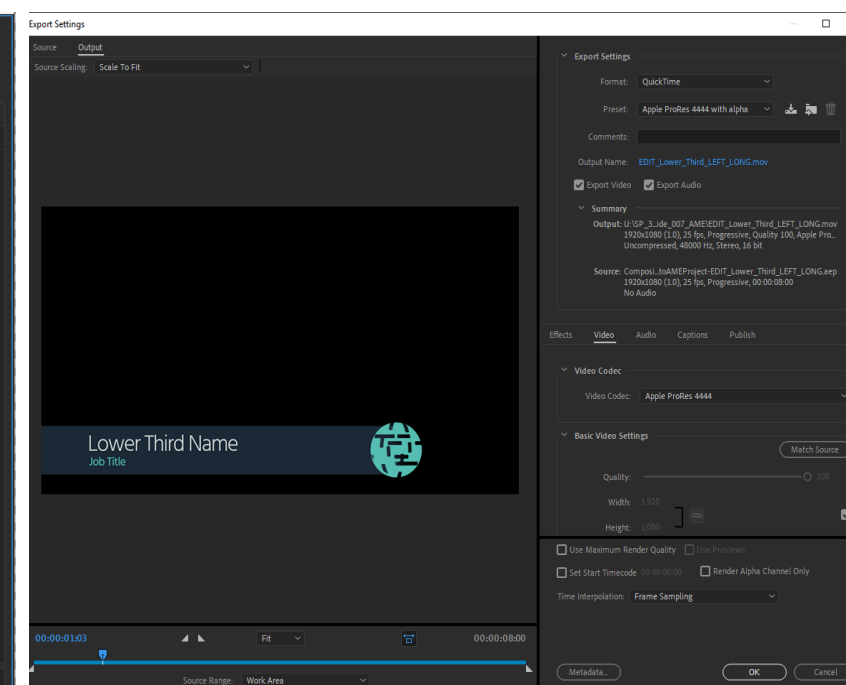 Export Settings
Source Output
Source Scaling: Scale To Fit
Lower Third Name
Job Title
00:00:01:03 Fit 00:00:08:00
Source Range: Work Area
Export Settings
Format: QuickTime
Preset: Apple ProRes 4444 with alpha
Comments:
Output Name: EDIT_Lower_Third_LEFT_LONG.mov
Export Video Export Audio
Summary
Output: U:\SP_3...ide_007_AME\EDIT_Lower_Third_LEFT_LONG.mov
1920x1080 (1.0), 25 fps, Progressive, Quality 100, Apple Pro...
Uncompressed, 48000 Hz, Stereo, 16 bit
Source: Composi...toAMEProject-EDIT_Lower_Third_LEFT_LONG.aep
1920x1080 (1.0), 25 fps, Progressive, 00:00:08:00
No Audio
Effects Video Audio Captions Publish
Video Codec
Video Codec: Apple ProRes 4444
Basic Video Settings
Match Source
Quality: 100
Width: 1,920
Height: 1,080
Use Maximum Render Quality Use Previews
Set Start Timecode 00:00:00:00 Render Alpha Channel Only
Time Interpolation: Frame Sampling
Metadata... OK Cancel